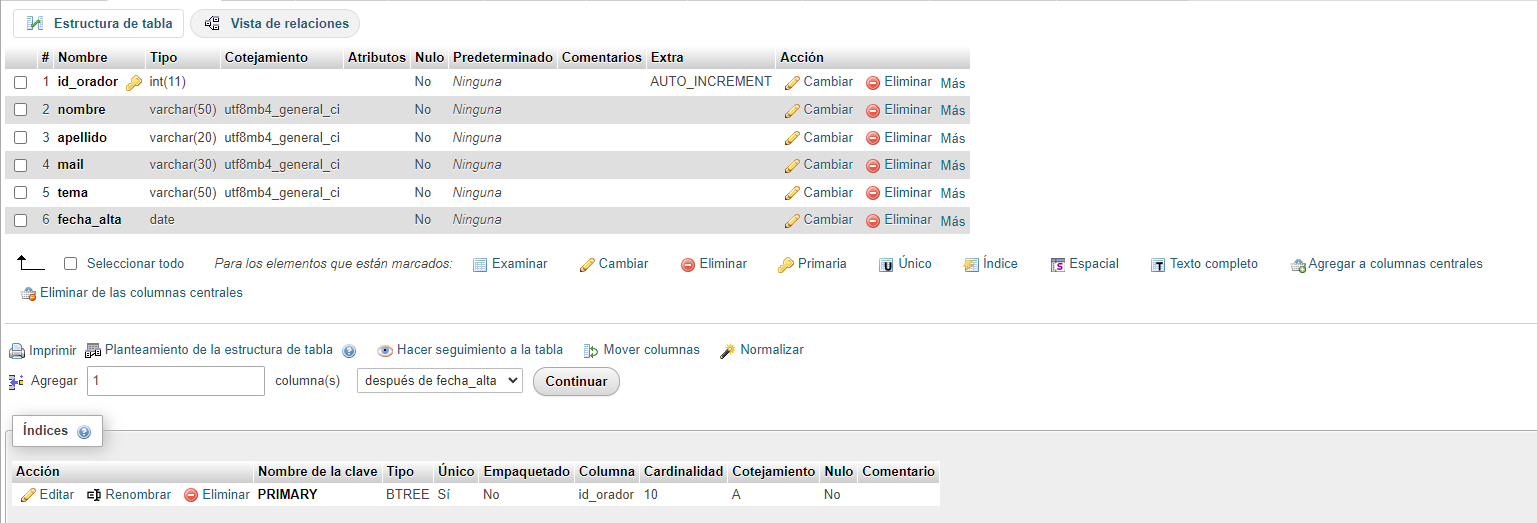 Estructura de tabla Vista de relaciones
# Nombre Tipo Cotejamiento Atributos Nulo Predeterminado Comentarios Extra Acción
1 id_orador int(11) No Ninguna AUTO_INCREMENT Cambiar Eliminar Más
2 nombre varchar(50) utf8mb4_general_ci No Ninguna Cambiar Eliminar Más
3 apellido varchar(20) utf8mb4_general_ci No Ninguna Cambiar Eliminar Más
4 mail varchar(30) utf8mb4_general_ci No Ninguna Cambiar Eliminar Más
5 tema varchar(50) utf8mb4_general_ci No Ninguna Cambiar Eliminar Más
6 fecha_alta date No Ninguna Cambiar Eliminar Más
Seleccionar todo Para los elementos que están marcados: Examinar Cambiar Eliminar Primaria U Único Índice S Espacial T Texto completo Agregar a columnas centrales
Eliminar de las columnas centrales
Imprimir Planteamiento de la estructura de tabla Hacer seguimiento a la tabla Mover columnas Normalizar
Agregar 1 columna(s) después de fecha_alta Continuar
Índices
Acción Nombre de la clave Tipo Único Empaquetado Columna Cardinalidad Cotejamiento Nulo Comentario
Editar Renombrar Eliminar PRIMARY BTREE Sí No id_orador 10 A No